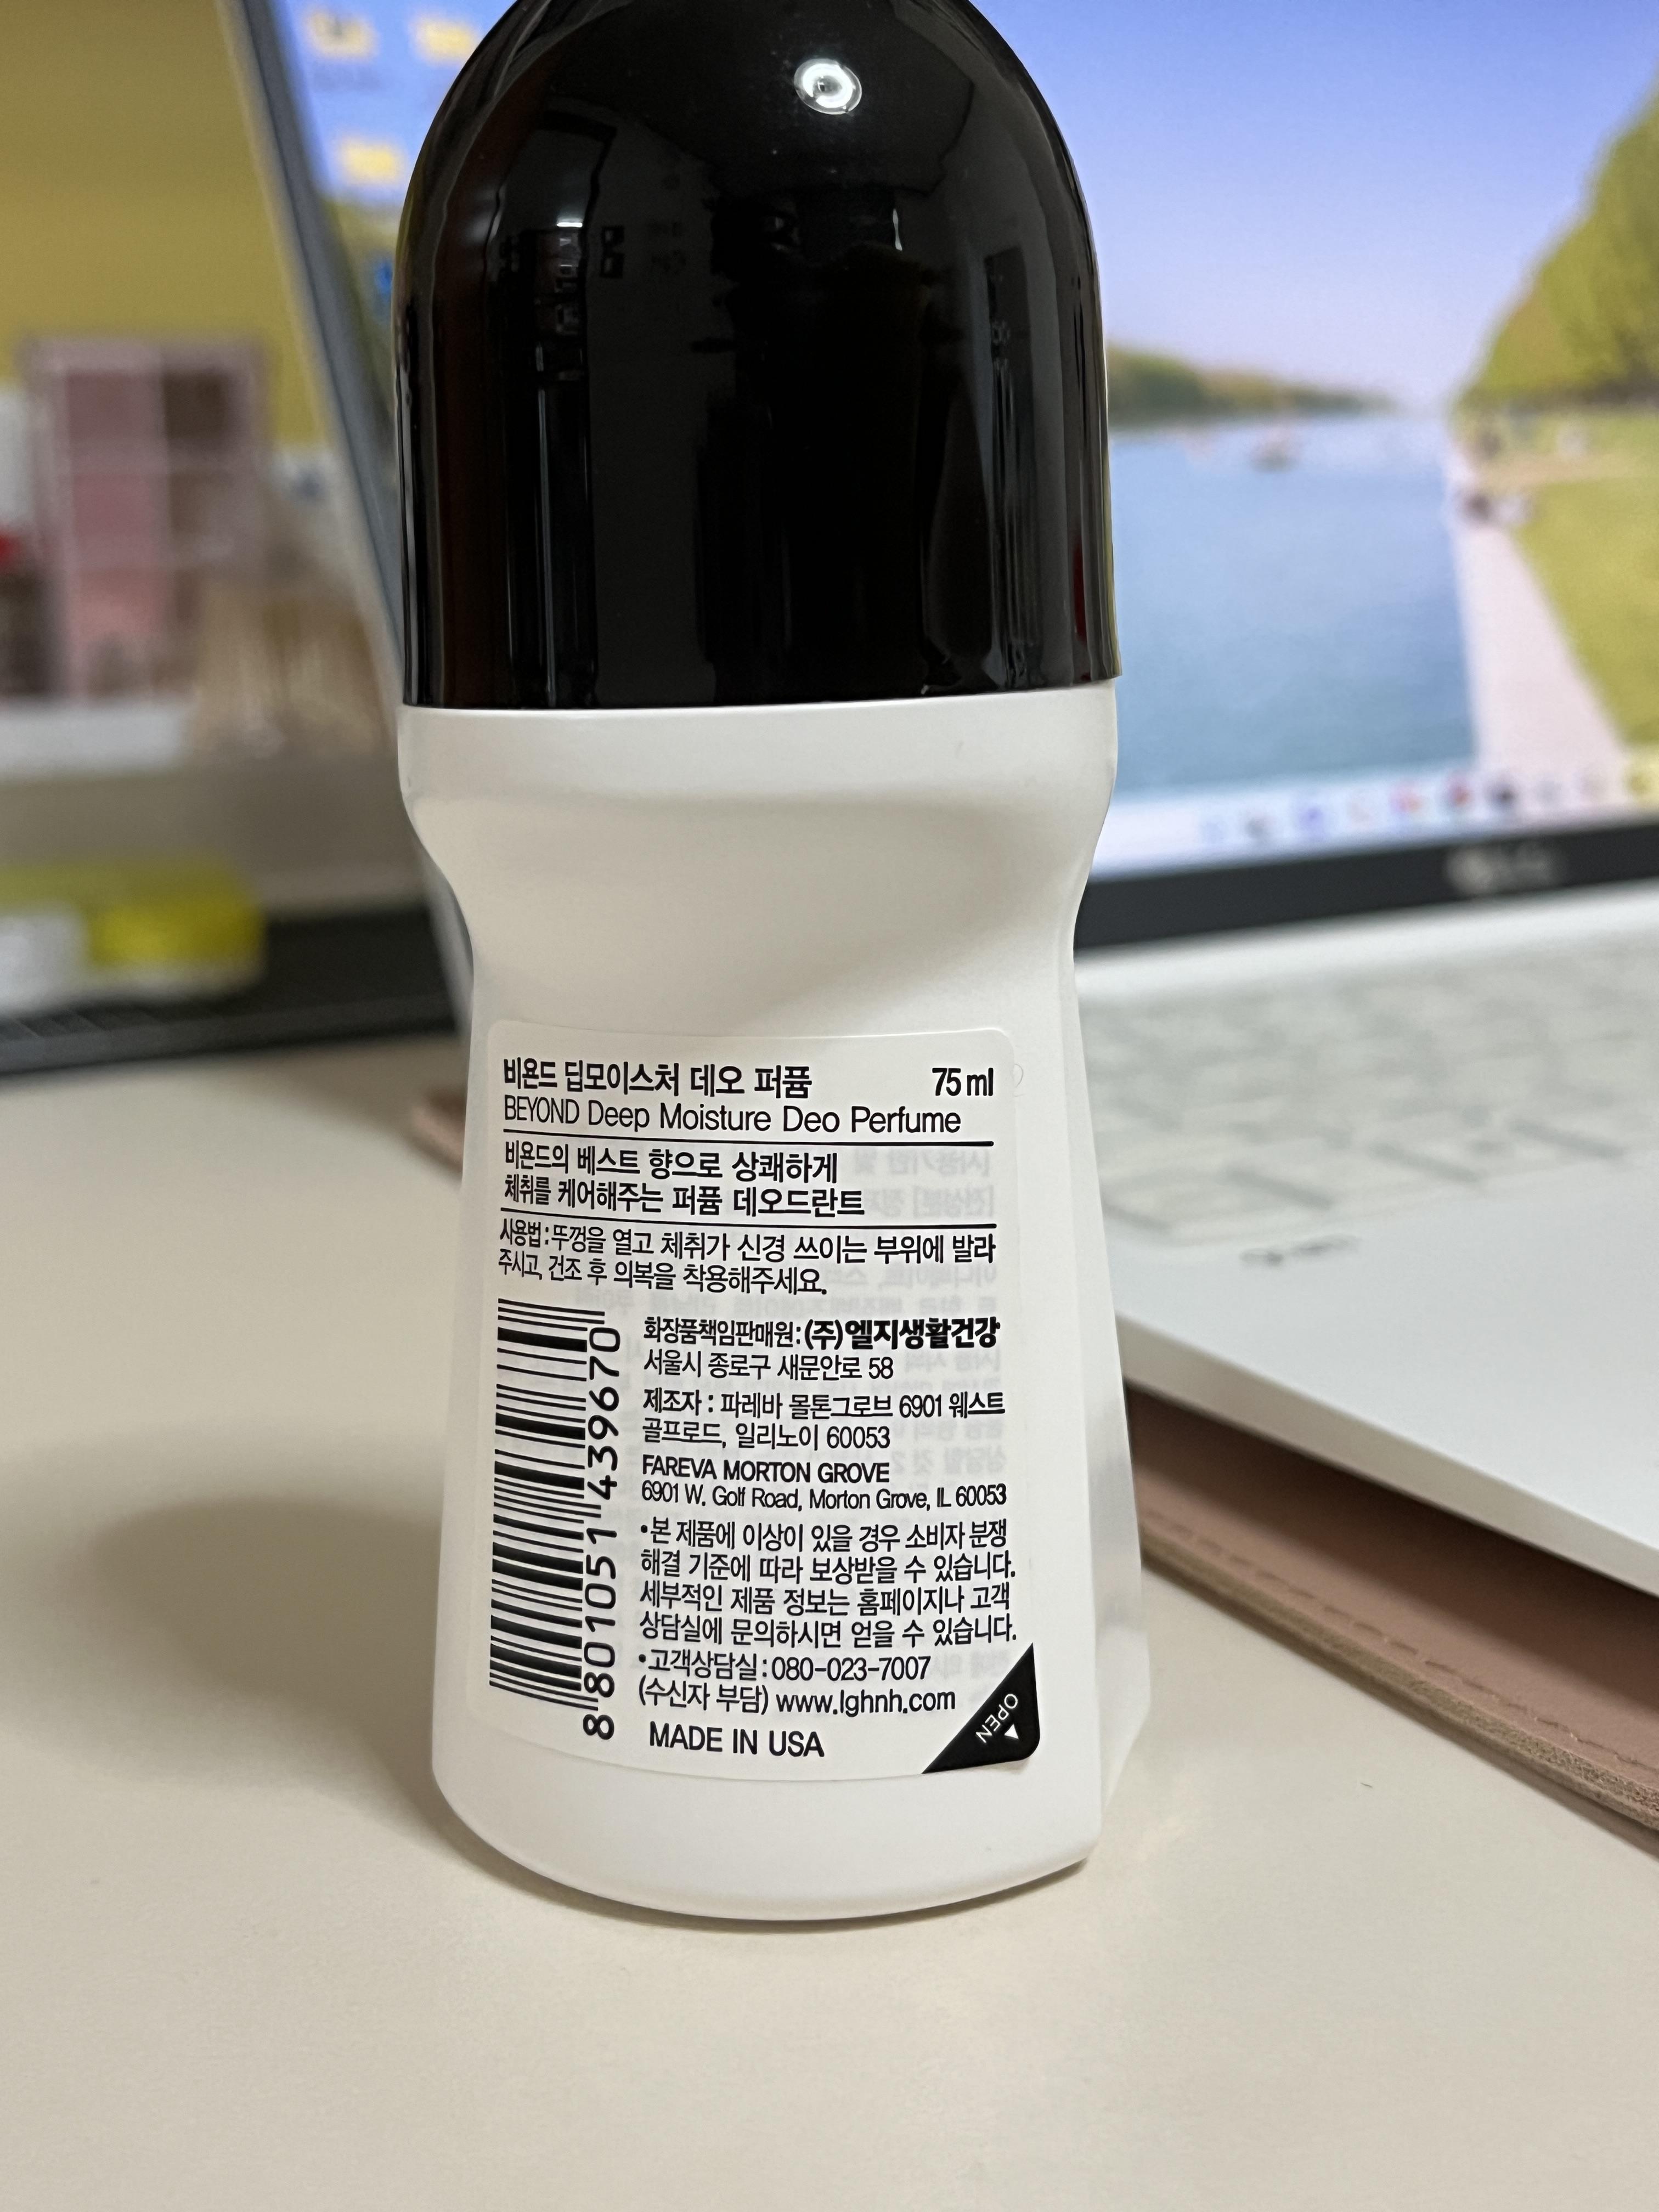 비욘드 딥모이스처 데오 퍼퓸 75ml
BEYOND Deep Moisture Deo Perfume
비욘드의 베스트 향으로 상쾌하게
체취를 케어해주는 퍼퓸 데오드란트
사용법:뚜껑을 열고 체취가 신경 쓰이는 부위에 발라
주시고, 건조 후 의복을 착용해주세요.
8 801051 439670
화장품책임판매원: (주)엘지생활건강
서울시 종로구 새문안로 58
제조자 : 파레바 몰톤그로브 6901 웨스트
골프로드, 일리노이 60053
FAREVA MORTON GROVE
6901 W. Golf Road, Morton Grove, IL 60053
•본 제품에 이상이 있을 경우 소비자 분쟁
해결 기준에 따라 보상받을 수 있습니다.
세부적인 제품 정보는 홈페이지나 고객
상담실에 문의하시면 얻을 수 있습니다.
•고객상담실:080-023-7007
(수신자 부담) www.lghnh.com
MADE IN USA
OPEN